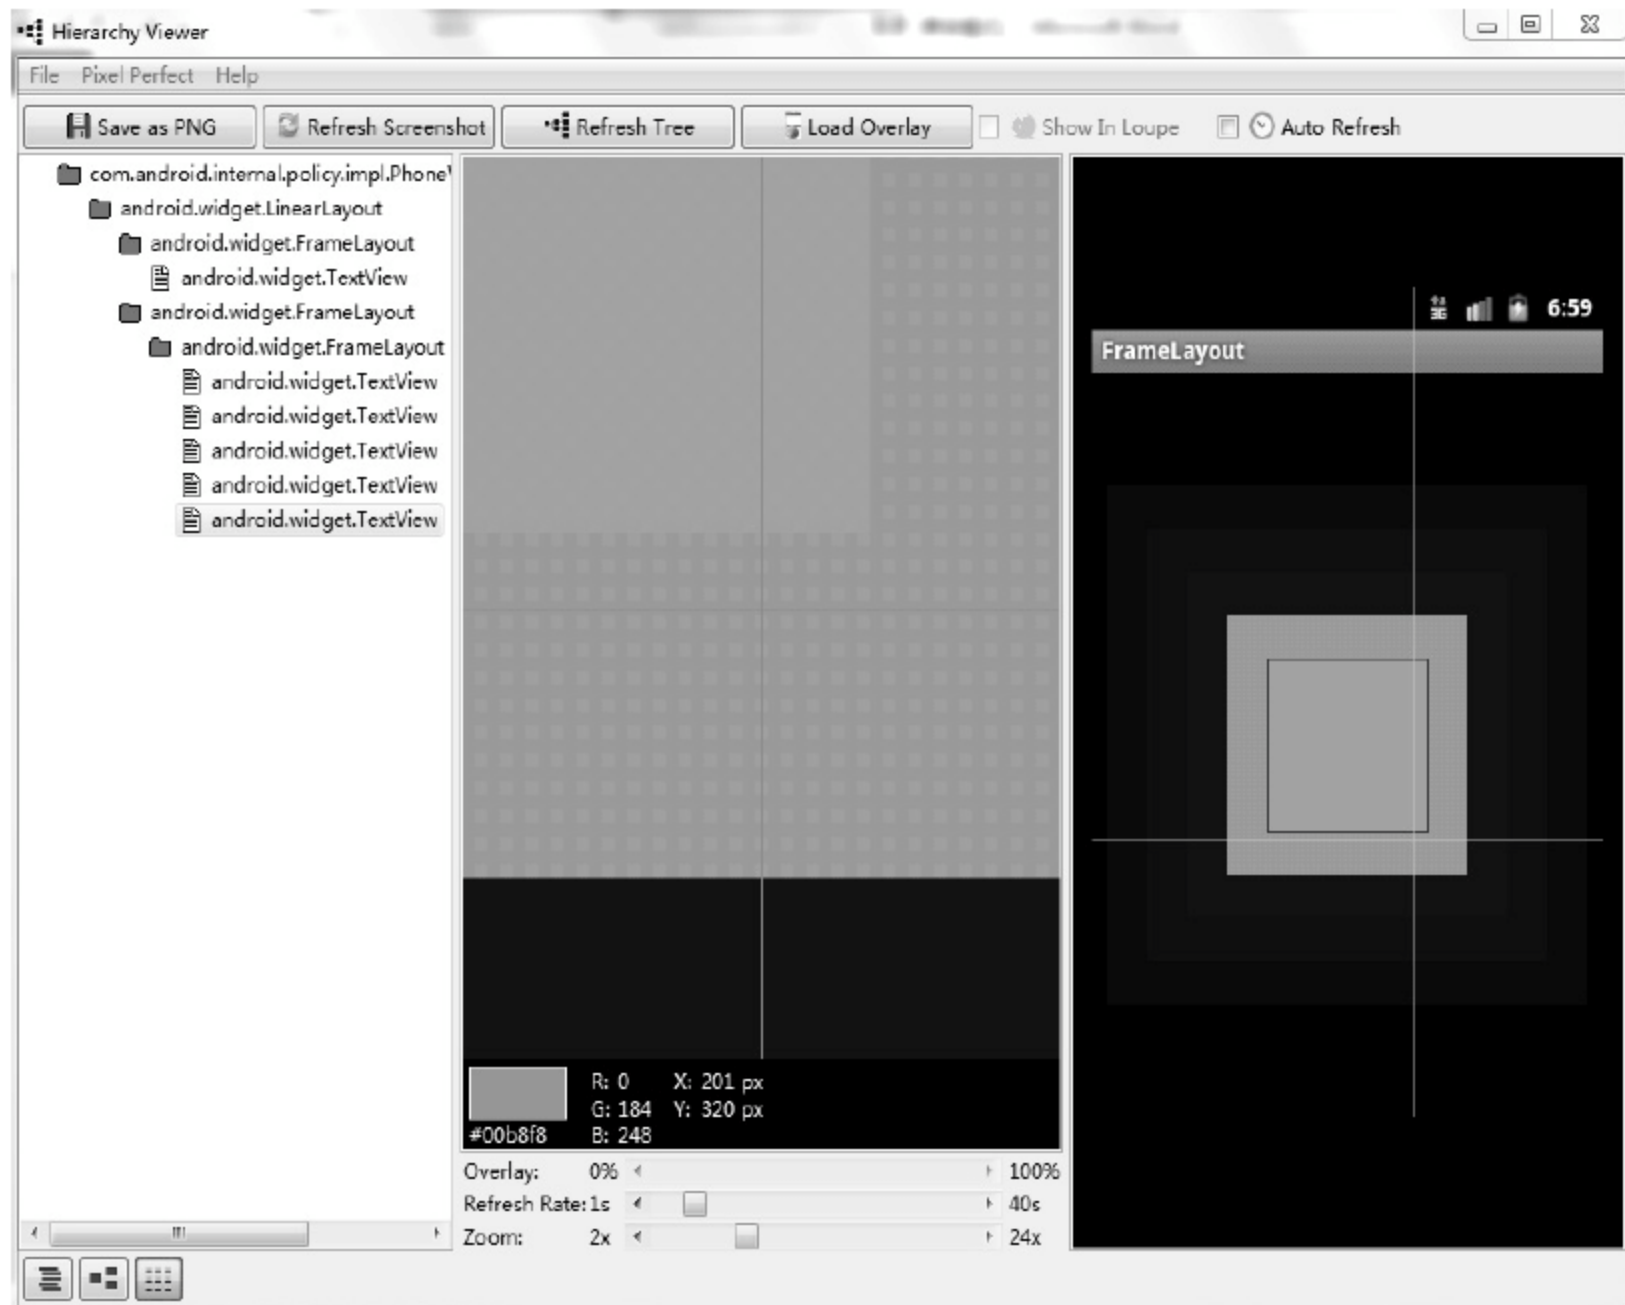 Hierarchy Viewer
File Pixel Perfect Help
Save as PNG Refresh Screenshot Refresh Tree Load Overlay Show In Loupe Auto Refresh
com.android.internal.policy.impl.Phone
android.widget.LinearLayout
android.widget.FrameLayout
android.widget.TextView
android.widget.FrameLayout
android.widget.FrameLayout
android.widget.TextView
android.widget.TextView
android.widget.TextView
android.widget.TextView
android.widget.TextView
3G 6:59
FrameLayout
R: 0 X: 201 px
G: 184 Y: 320 px
#00b8f8 B: 248
Overlay: 0% 100%
Refresh Rate: 1s 40s
Zoom: 2x 24x